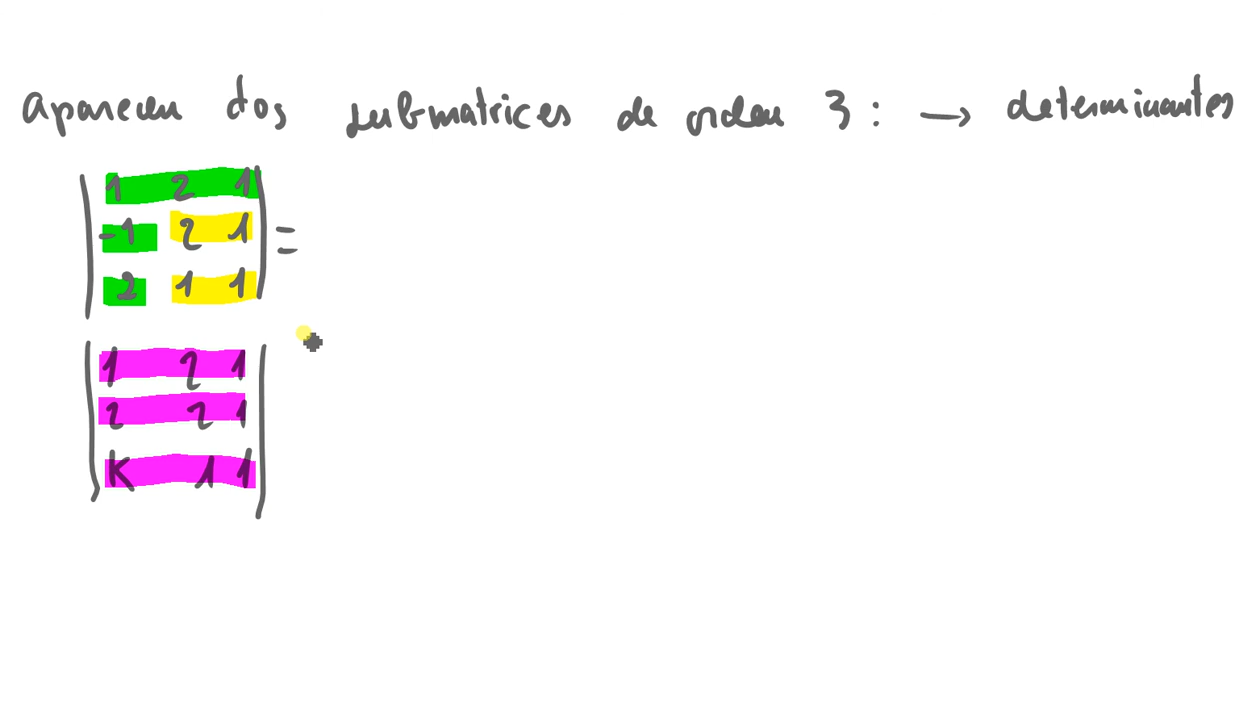 aparecen dos submatrices de orden 3: → determinantes
| 1 2 1 |
| -1 2 1 | =
| 2 1 1 |
| 1 2 1 |
| 2 2 1 |
| K 1 1 |